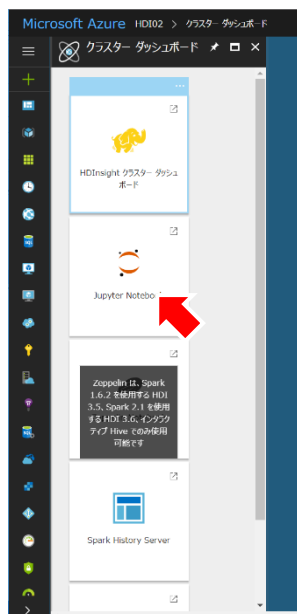 Microsoft Azure HDI02 > クラスター ダッシュボード
クラスター ダッシュボード
HDInsight クラスター ダッシュ
ボード
Jupyter Notebook
Zeppelin は、Spark
1.6.2 を使用する HDI
3.5、Spark 2.1 を使用
する HDI 3.6、インタラク
ティブ Hive でのみ使用
可能です
Spark History Server